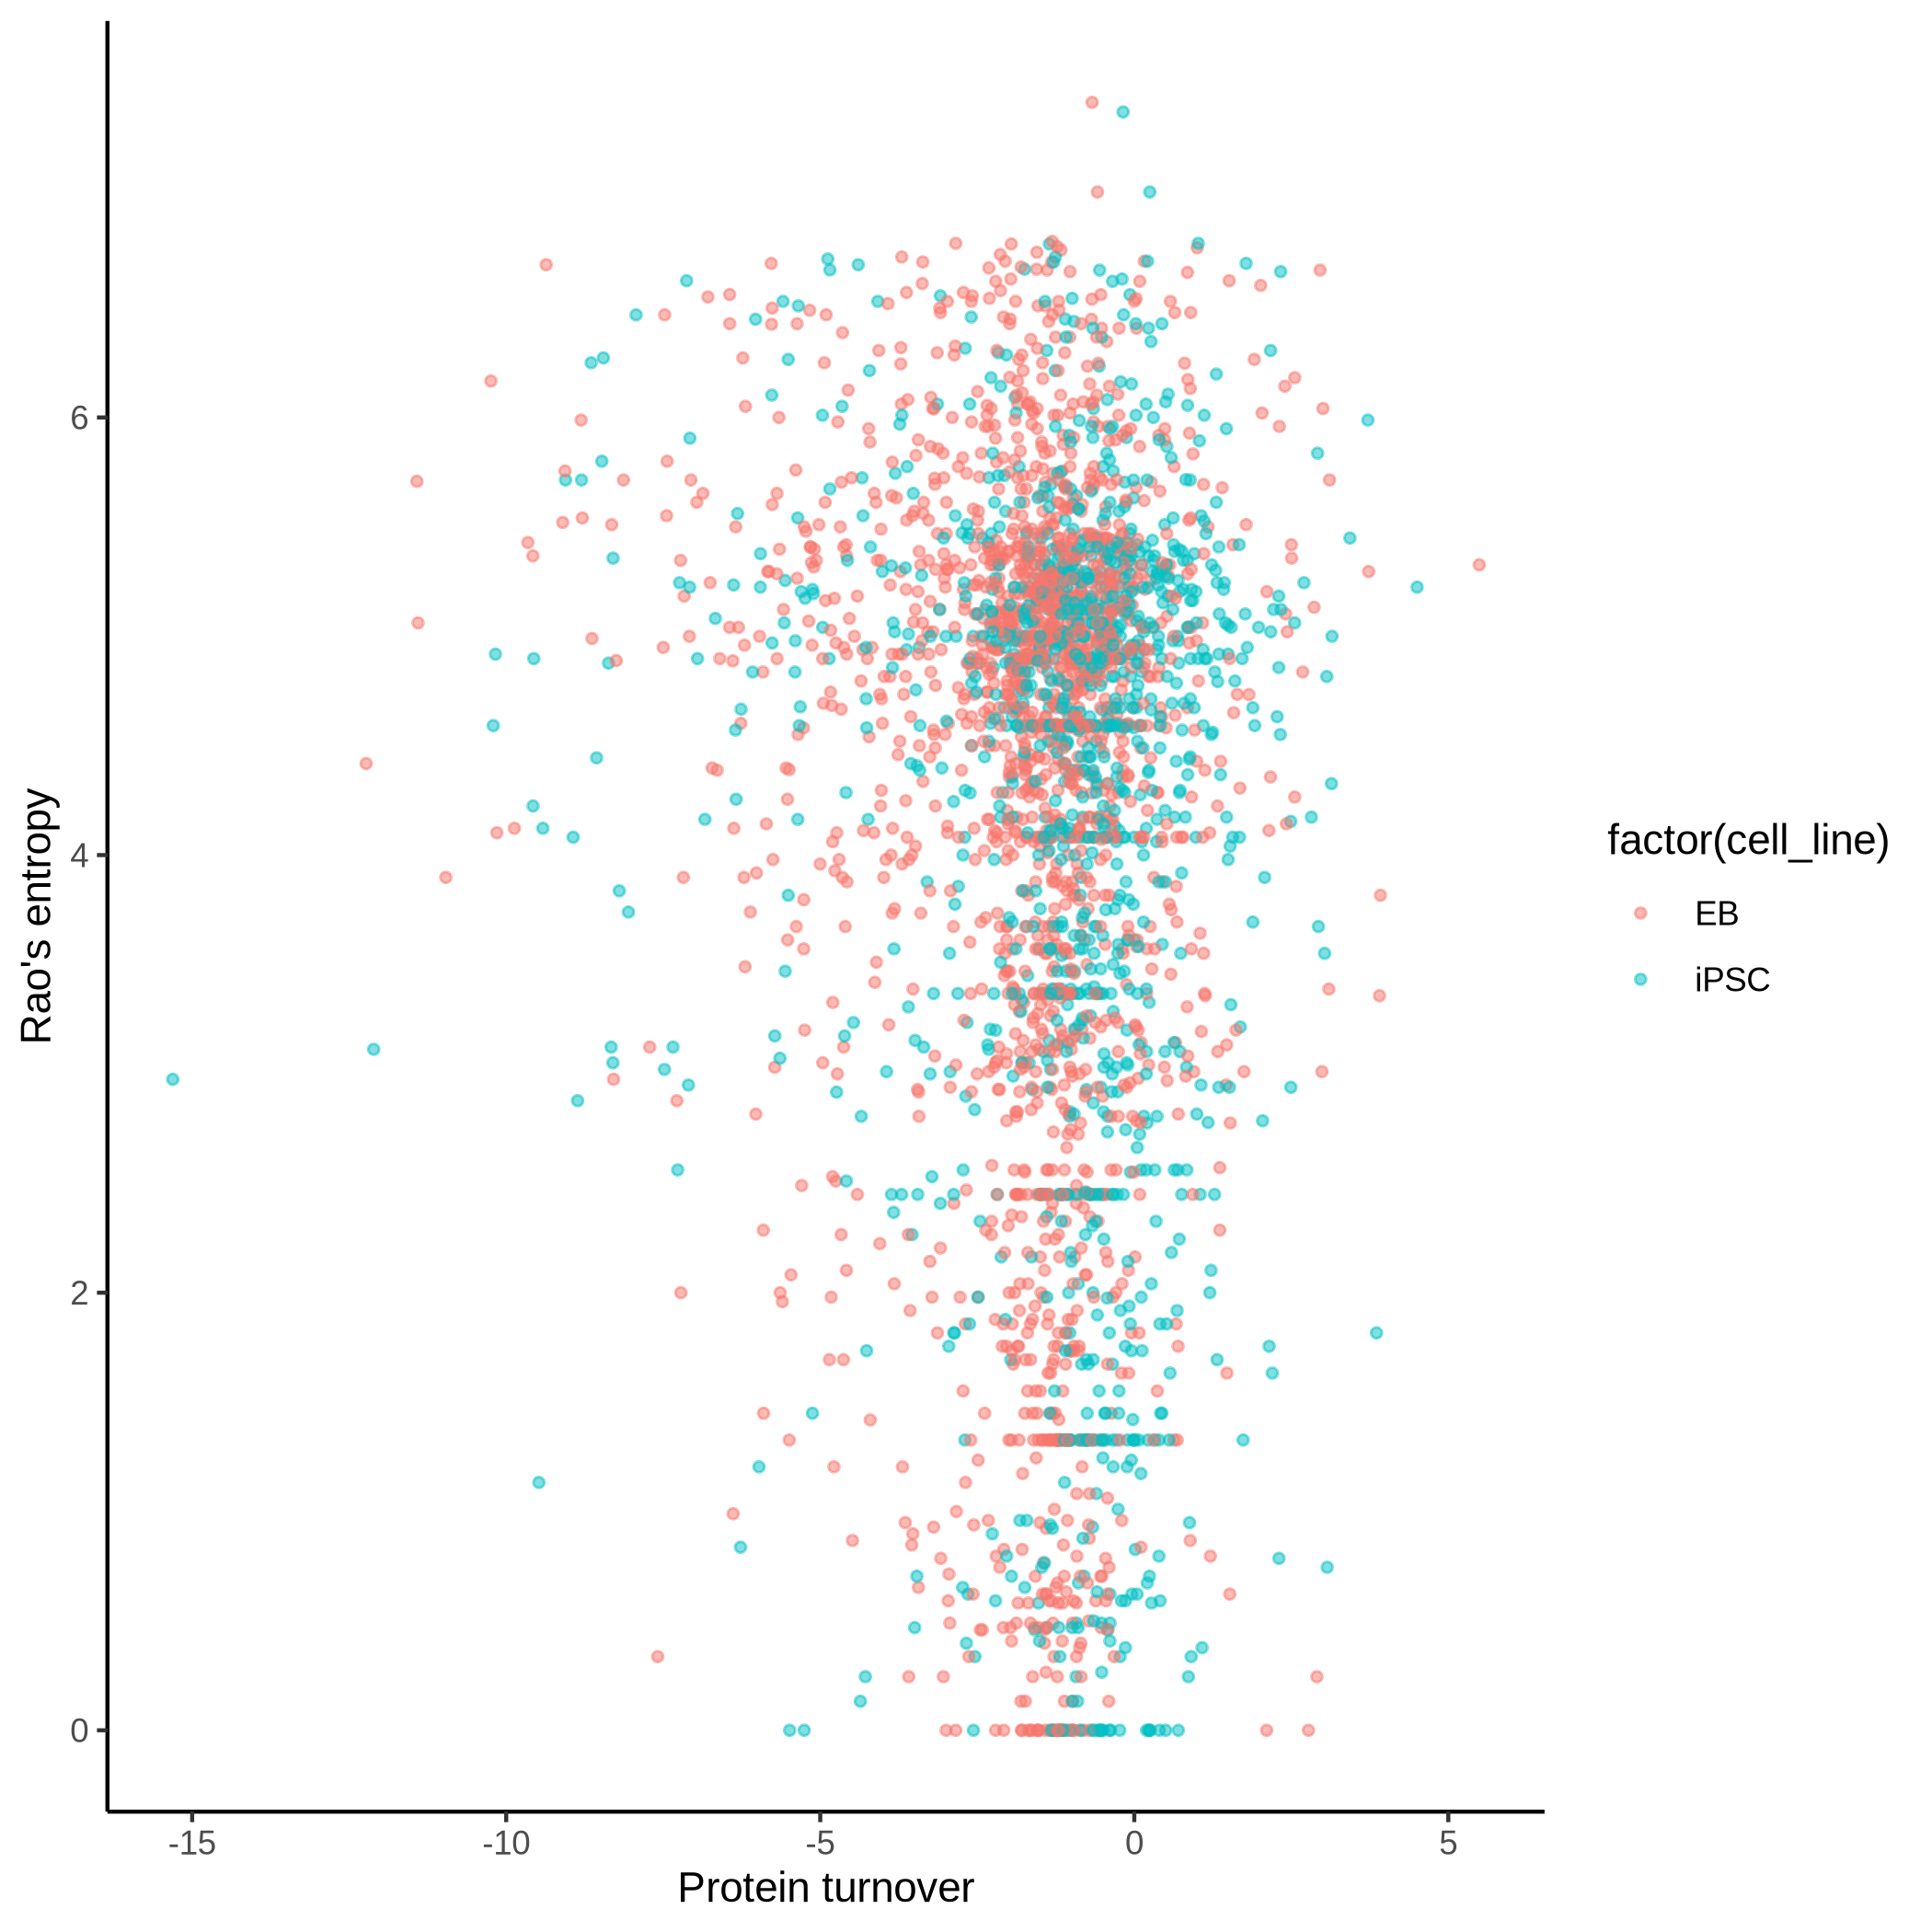 6
4
2
0
Rao's entropy
-15
-10
-5
0
5
Protein turnover
factor(cell_line)
EB
iPSC